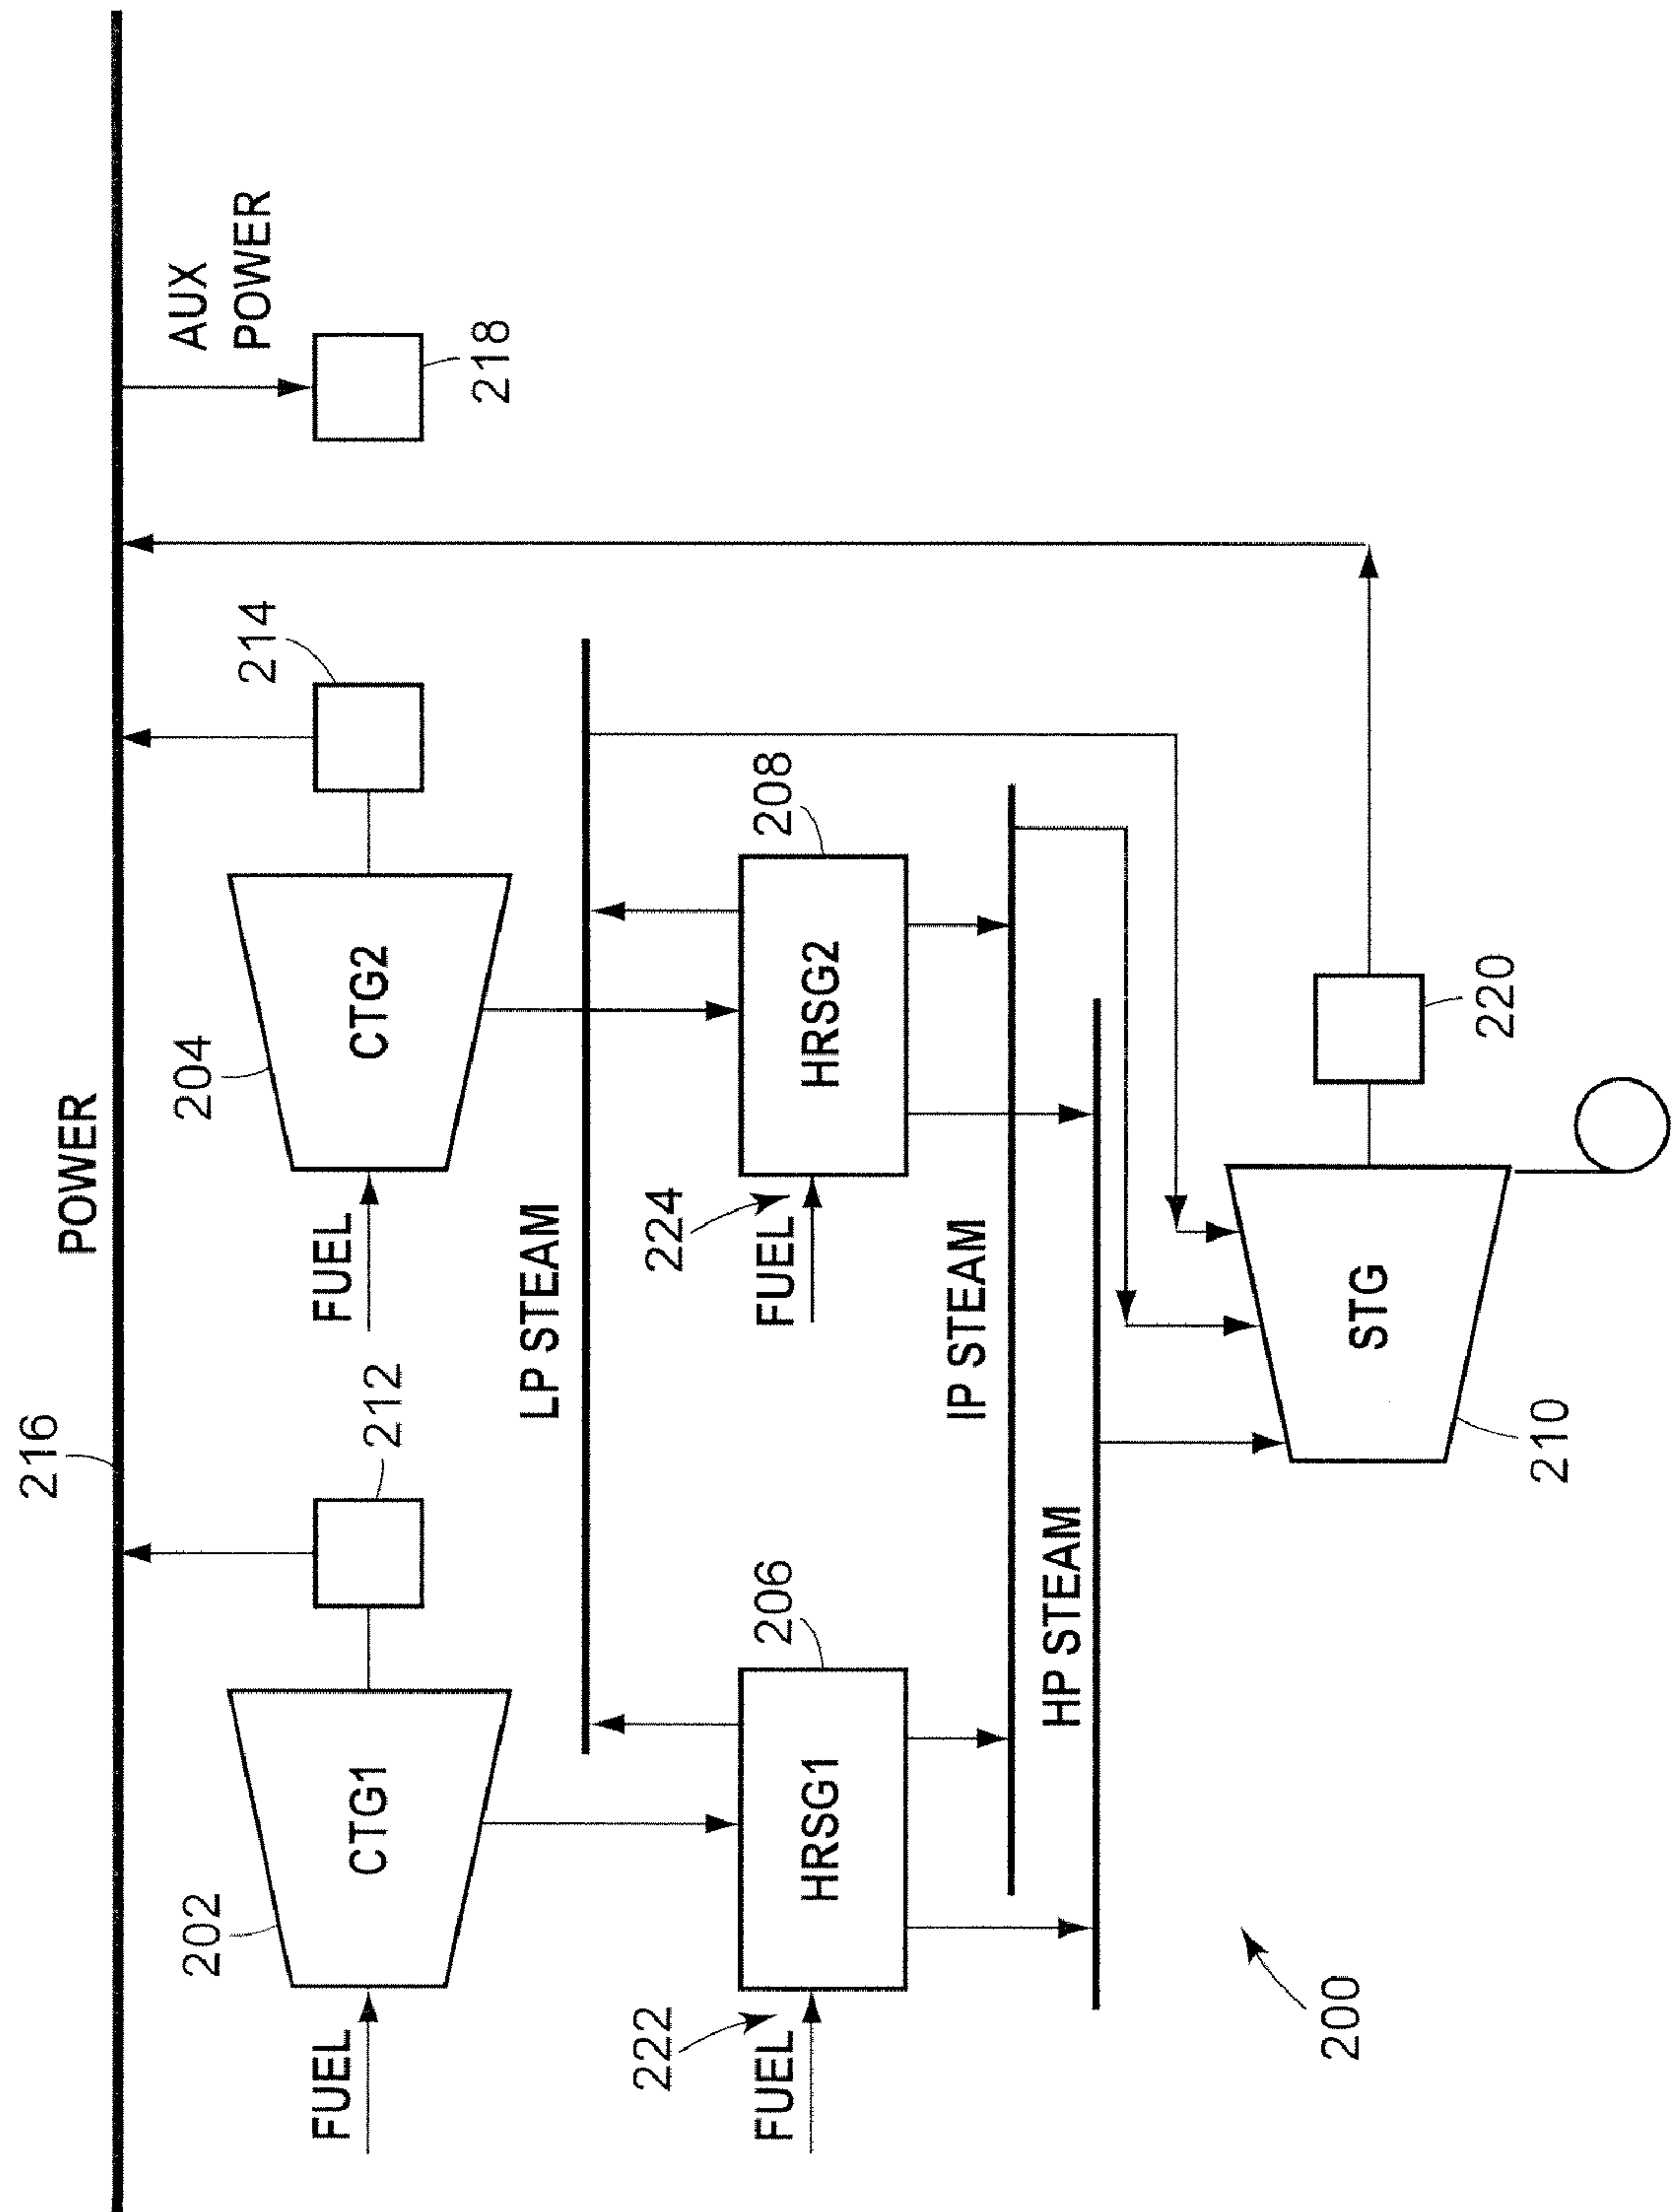 216
POWER
202
CTG1
FUEL
212
204
CTG2
FUEL
214
AUX
POWER
218
LP STEAM
222
FUEL
HRSG1
206
224
FUEL
HRSG2
208
IP STEAM
HP STEAM
STG
210
220
200